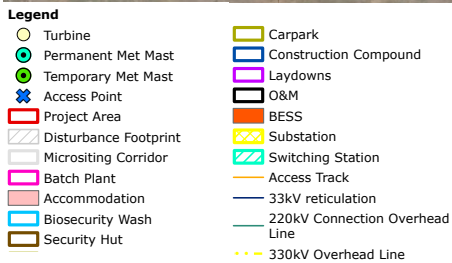 Legend
Turbine
Permanent Met Mast
Temporary Met Mast
Access Point
Project Area
Disturbance Footprint
Micrositing Corridor
Batch Plant
Accommodation
Biosecurity Wash
Security Hut
Carpark
Construction Compound
Laydowns
O&M
BESS
Substation
Switching Station
Access Track
33kV reticulation
220kV Connection Overhead
Line
330kV Overhead Line